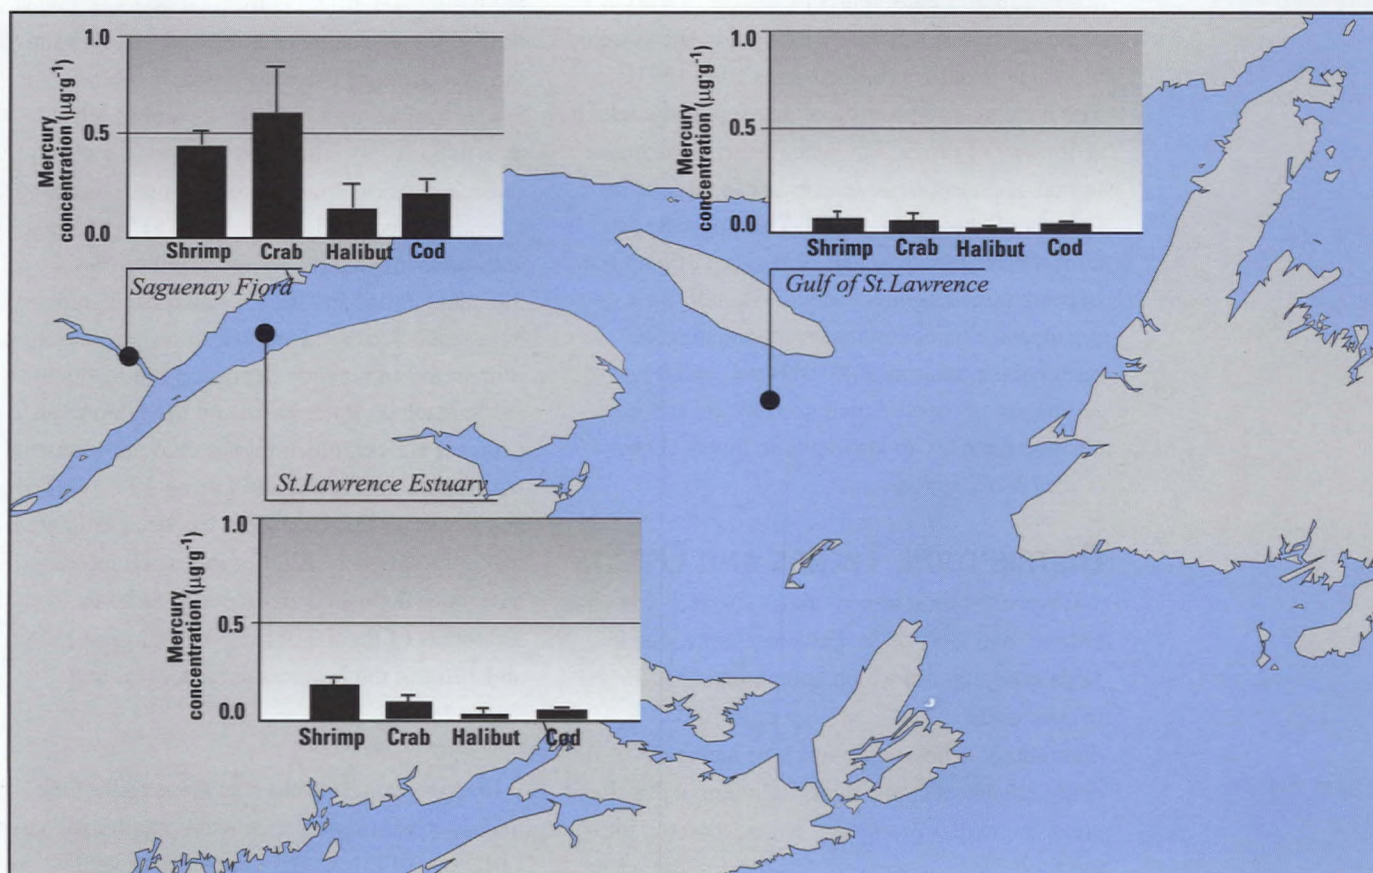 Mercury
concentration (µg·g⁻¹)
1.0
0.5
0.0
Shrimp Crab Halibut Cod
Saguenay Fjord
Mercury
concentration (µg·g⁻¹)
1.0
0.5
0.0
Shrimp Crab Halibut Cod
Gulf of St.Lawrence
St.Lawrence Estuary
Mercury
concentration (µg·g⁻¹)
1.0
0.5
0.0
Shrimp Crab Halibut Cod